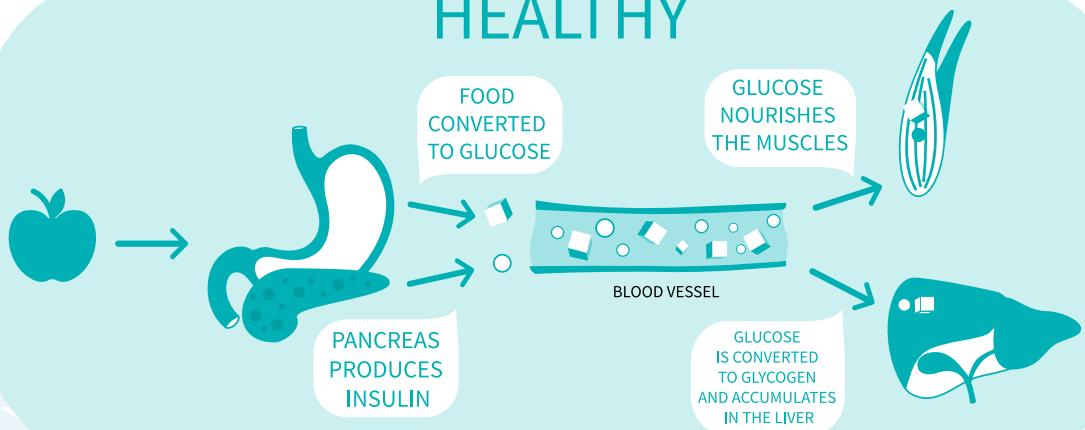 HEALTHY
FOOD
CONVERTED
TO GLUCOSE
GLUCOSE
NOURISHES
THE MUSCLES
BLOOD VESSEL
PANCREAS
PRODUCES
INSULIN
GLUCOSE
IS CONVERTED
TO GLYCOGEN
AND ACCUMULATES
IN THE LIVER